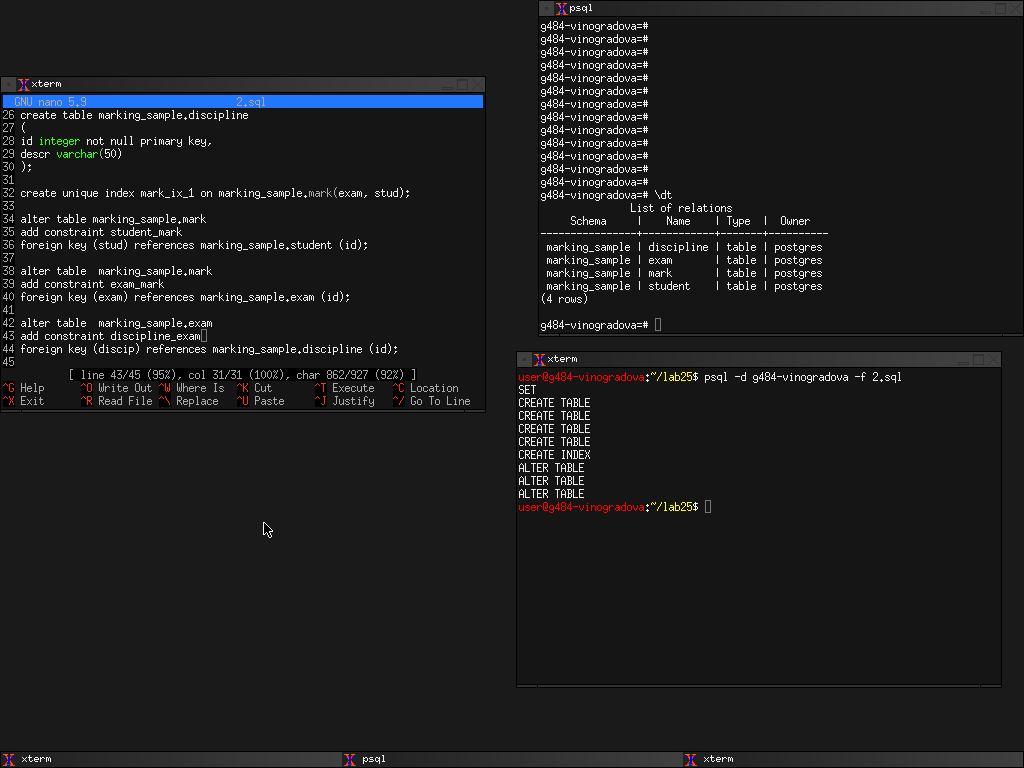 psql
g484-vinogradova=#
g484-vinogradova=#
g484-vinogradova=#
g484-vinogradova=#
g484-vinogradova=#
g484-vinogradova=#
g484-vinogradova=#
g484-vinogradova=#
g484-vinogradova=#
g484-vinogradova=#
g484-vinogradova=#
g484-vinogradova=#
g484-vinogradova=#
g484-vinogradova=# \dt
List of relations
Schema | Name | Type | Owner
----------------+------------+-------+----------
marking_sample | discipline | table | postgres
marking_sample | exam | table | postgres
marking_sample | mark | table | postgres
marking_sample | student | table | postgres
(4 rows)
g484-vinogradova=#
xterm
GNU nano 5.9 2.sql
26 create table marking_sample.discipline
27 (
28 id integer not null primary key,
29 descr varchar(50)
30 );
31
32 create unique index mark_ix_1 on marking_sample.mark(exam, stud);
33
34 alter table marking_sample.mark
35 add constraint student_mark
36 foreign key (stud) references marking_sample.student (id);
37
38 alter table  marking_sample.mark
39 add constraint exam_mark
40 foreign key (exam) references marking_sample.exam (id);
41
42 alter table  marking_sample.exam
43 add constraint discipline_exam
44 foreign key (discip) references marking_sample.discipline (id);
45
[ line 43/45 (95%), col 31/31 (100%), char 862/927 (92%) ]
^G Help ^O Write Out ^W Where Is ^K Cut ^T Execute ^C Location
^X Exit ^R Read File ^\ Replace ^U Paste ^J Justify ^/ Go To Line
xterm
user@g484-vinogradova:~/lab25$ psql -d g484-vinogradova -f 2.sql
SET
CREATE TABLE
CREATE TABLE
CREATE TABLE
CREATE TABLE
CREATE INDEX
ALTER TABLE
ALTER TABLE
ALTER TABLE
user@g484-vinogradova:~/lab25$
xterm psql xterm